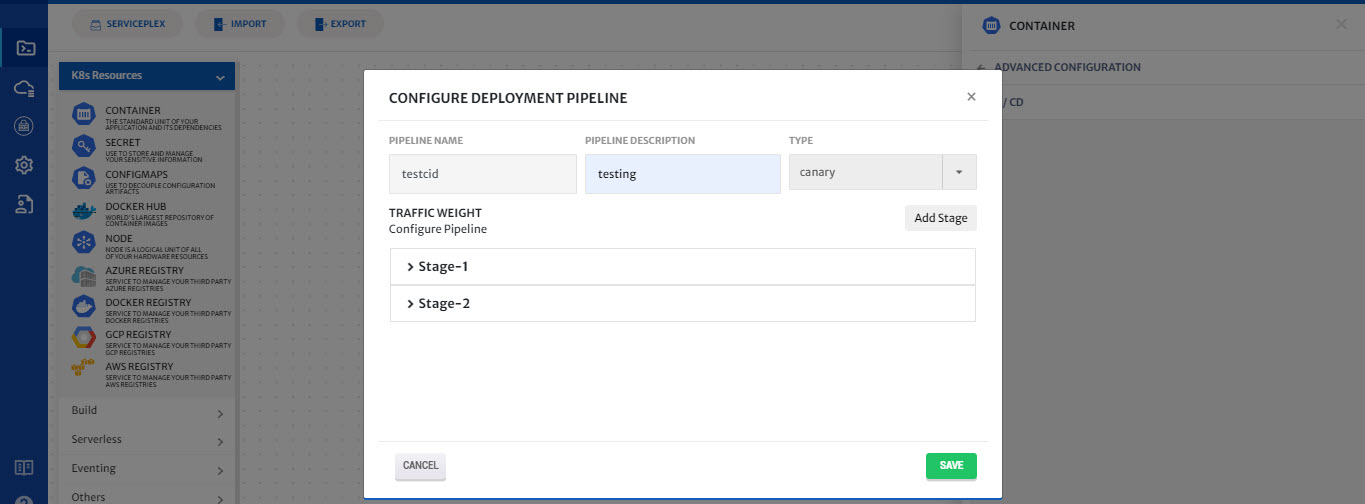 SERVICEPLEX
IMPORT
EXPORT
CONTAINER
ADVANCED CONFIGURATION
/ CD
K8s Resources
CONTAINER
THE STANDARD UNIT OF YOUR
APPLICATION AND ITS DEPENDENCIES
SECRET
USE TO STORE AND MANAGE
YOUR SENSITIVE INFORMATION
CONFIGMAPS
USE TO DECOUPLE CONFIGURATION
ARTIFACTS
DOCKER HUB
WORLD'S LARGEST REPOSITORY OF
CONTAINER IMAGES
NODE
NODE IS A LOGICAL UNIT OF ALL
OF YOUR HARDWARE RESOURCES
AZURE REGISTRY
SERVICE TO MANAGE YOUR THIRD PARTY
AZURE REGISTRIES
DOCKER REGISTRY
SERVICE TO MANAGE YOUR THIRD PARTY
DOCKER REGISTRIES
GCP REGISTRY
SERVICE TO MANAGE YOUR THIRD PARTY
GCP REGISTRIES
AWS REGISTRY
SERVICE TO MANAGE YOUR THIRD PARTY
AWS REGISTRIES
Build
Serverless
Eventing
Others
CONFIGURE DEPLOYMENT PIPELINE
PIPELINE NAME
PIPELINE DESCRIPTION
TYPE
testcid
testing
canary
TRAFFIC WEIGHT
Configure Pipeline
Add Stage
Stage-1
Stage-2
CANCEL
SAVE